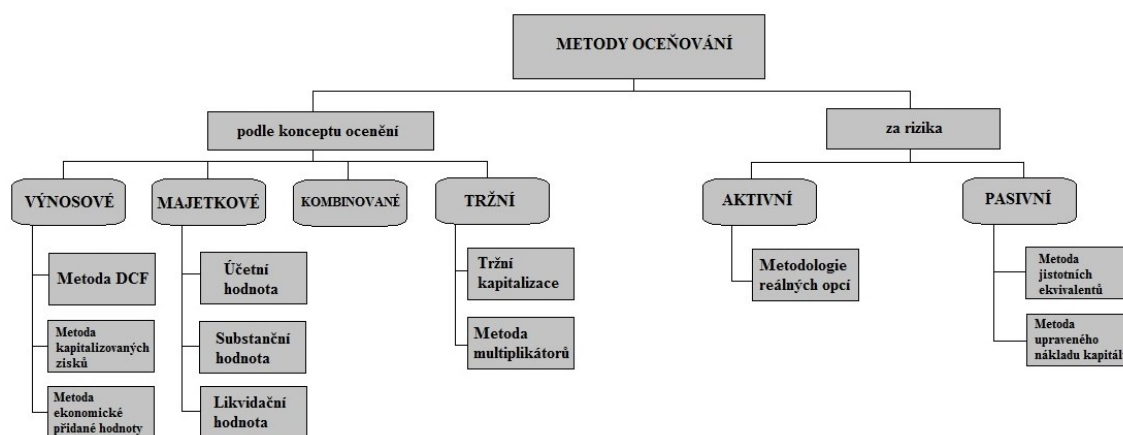 METODY OCEŇOVÁNÍ
podle konceptu ocenění
za rizika
VÝNOSOVÉ
MAJETKOVÉ
KOMBINOVANÉ
TRŽNÍ
AKTIVNÍ
PASIVNÍ
Metoda DCF
Metoda
kapitalizovaných
zisků
Metoda
ekonomické
přidané hodnoty
Účetní
hodnota
Substanční
hodnota
Likvidační
hodnota
Tržní
kapitalizace
Metoda
multiplikátorů
Metodologie
reálných opcí
Metoda
jistotních
ekvivalentů
Metoda
upraveného
nákladu kapitálu